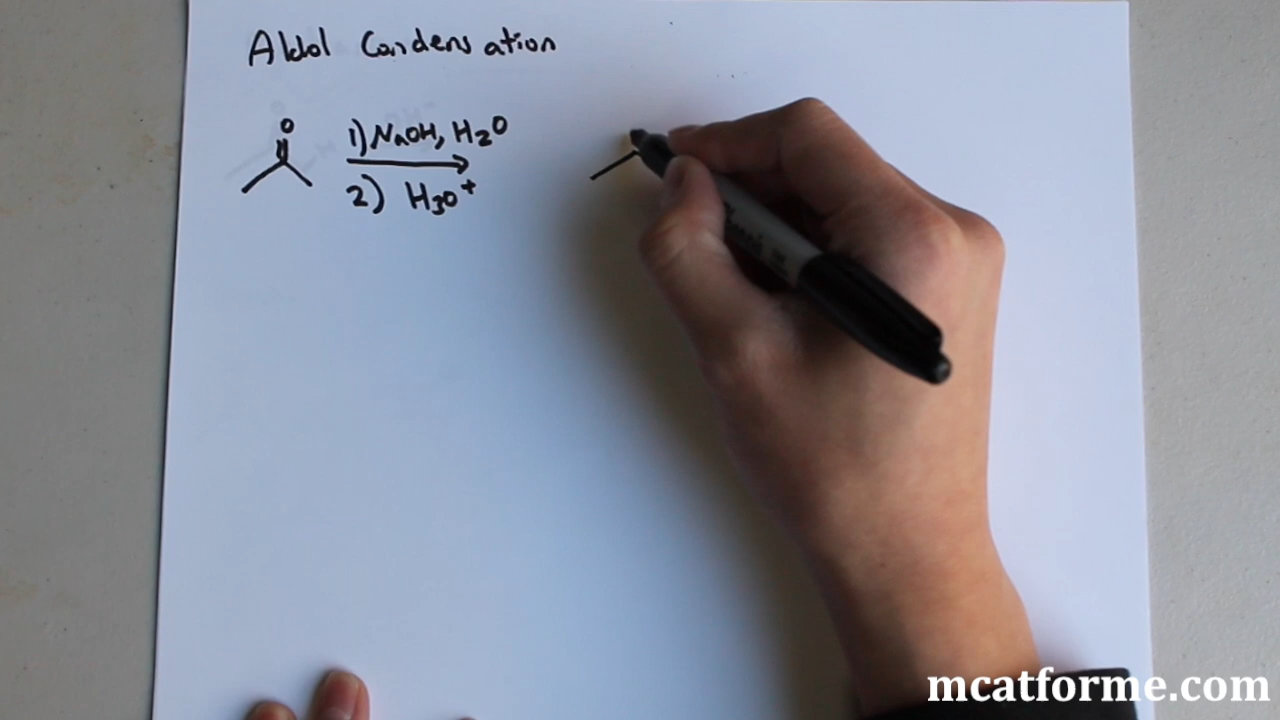 Aldol Condensation
O
1) NaOH, H2O
2) H3O+
mcatforme.com